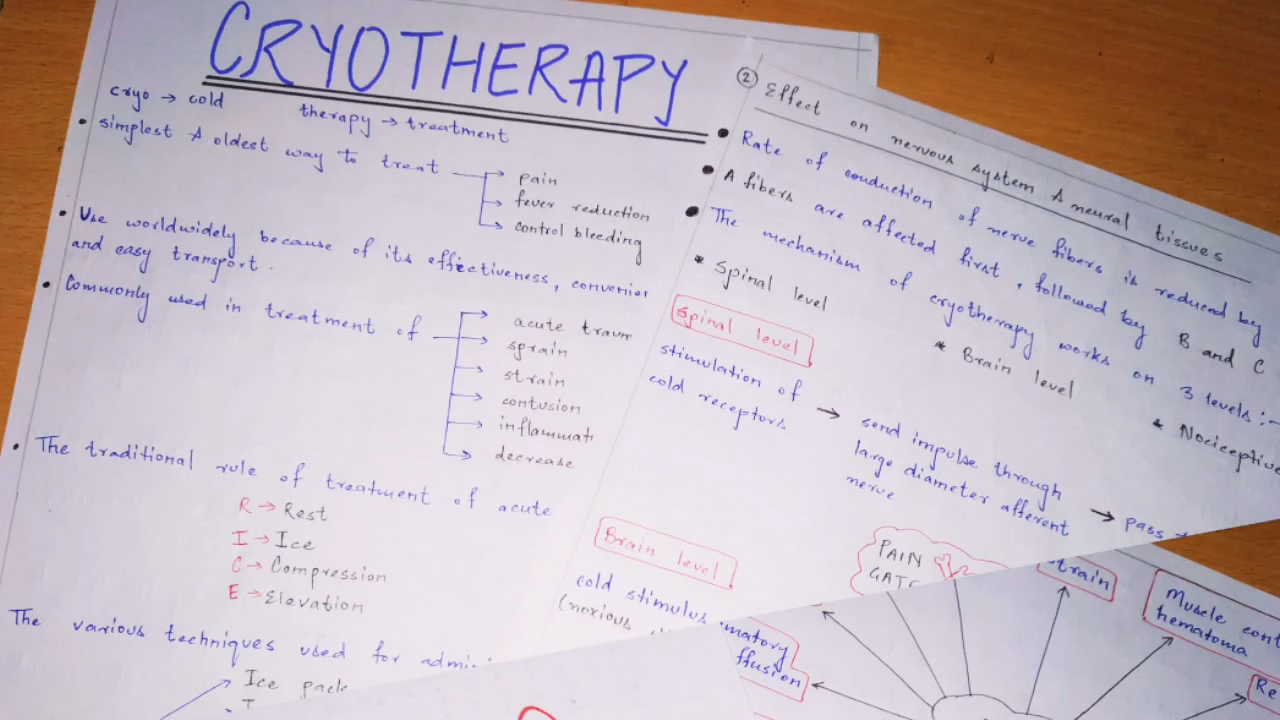 CRYOTHERAPY
cryo → cold therapy → treatment
• simplest & oldest way to treat
→ pain
→ fever reduction
→ control bleeding
• Use worldwidely because of its effectiveness, convenien
and easy transport.
• Commonly used in treatment of
→ acute traum
→ sprain
→ strain
→ contusion
→ inflammati
→ decrease
• The traditional rule of treatment of acute
R → Rest
I → Ice
C → Compression
E → Elevation
The various techniques used for admini
Ice pack
② Effect on nervous system & neural tissues
• Rate of conduction of nerve fibers is reduced by
• A fibers are affected first, followed by B and C
• The mechanism of cryotherapy works on 3 levels :-
* Spinal level * Brain level * Nociceptive
Spinal level
stimulation of
cold receptors
→ send impulse through
large diameter afferent
nerve
→ pass
PAIN
GATE
Brain level
cold stimulus
(noxious
matory
ffusion
train
Muscle cont
hematoma
Re